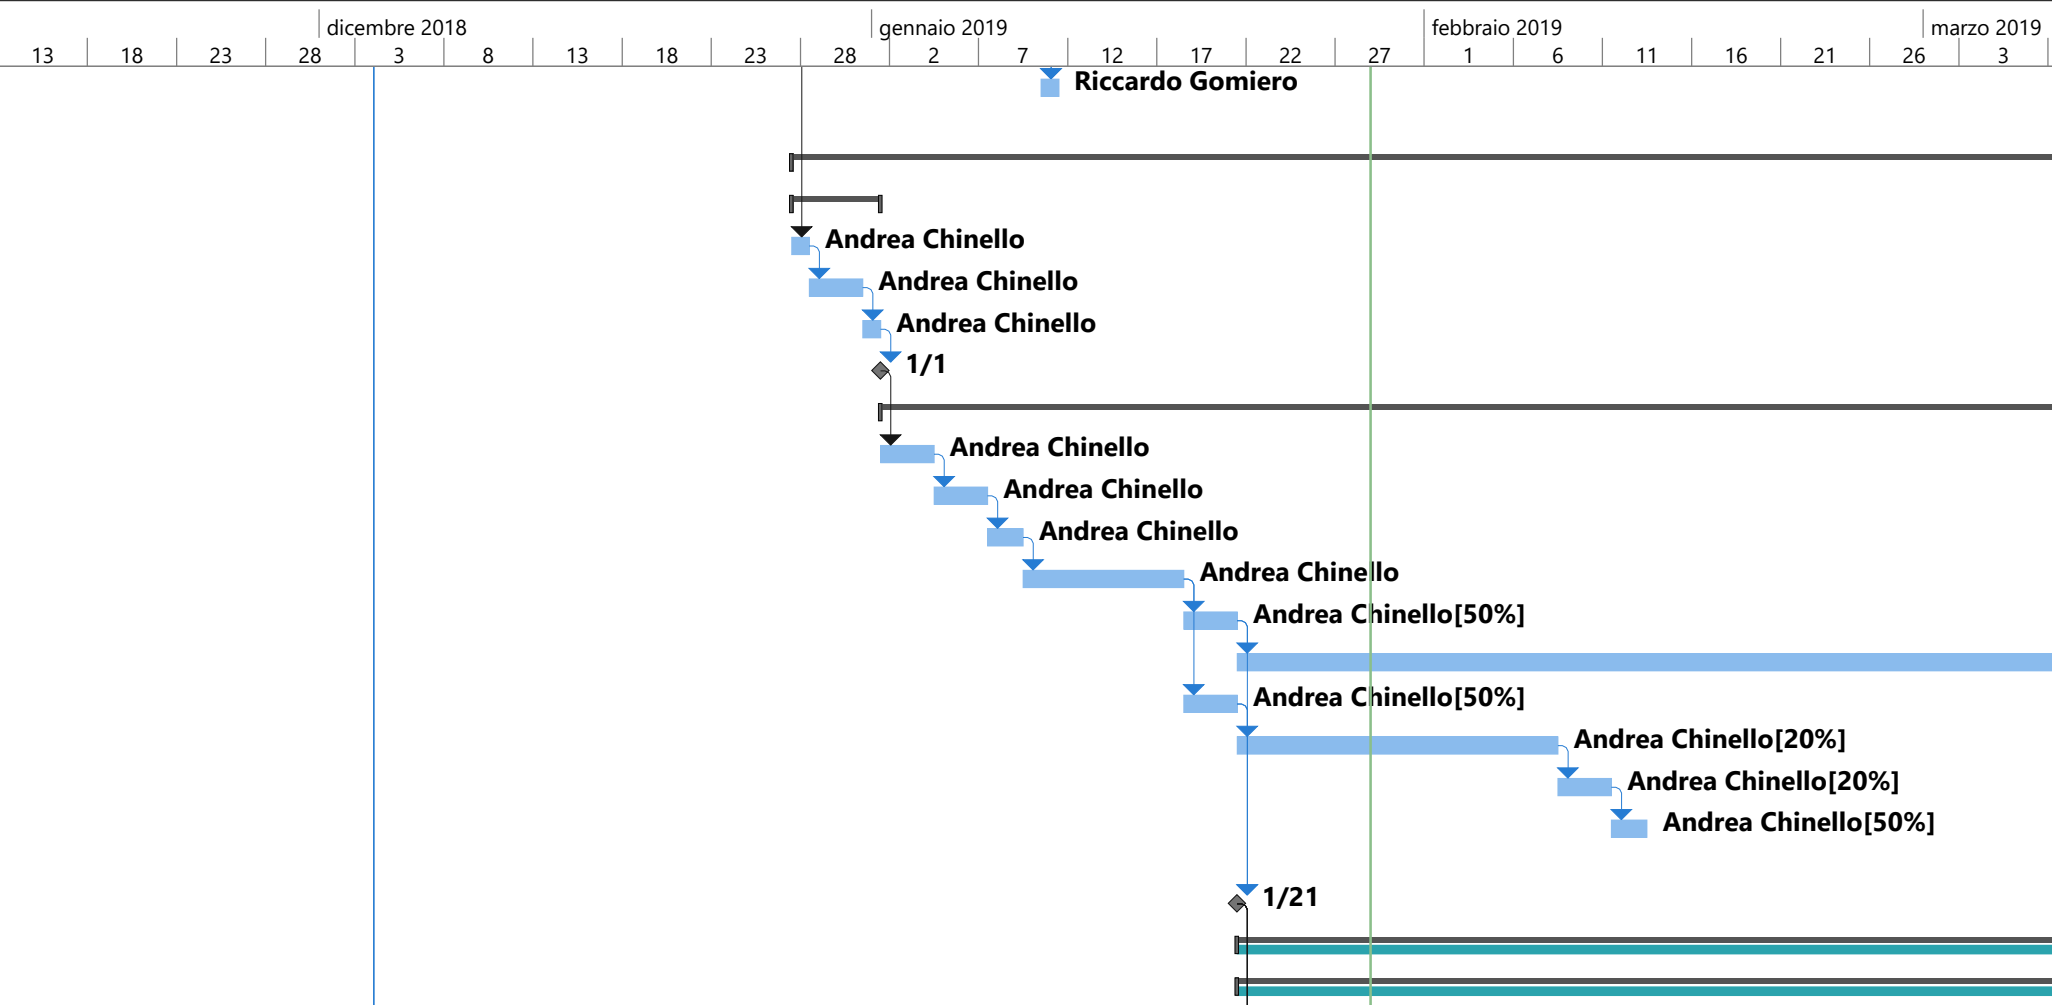 dicembre 2018 gennaio 2019 febbraio 2019 marzo 2019
13 18 23 28 3 8 13 18 23 28 2 7 12 17 22 27 1 6 11 16 21 26 3
Riccardo Gomiero
Andrea Chinello
Andrea Chinello
Andrea Chinello
1/1
Andrea Chinello
Andrea Chinello
Andrea Chinello
Andrea Chinello
Andrea Chinello[50%]
Andrea Chinello[50%]
Andrea Chinello[20%]
Andrea Chinello[20%]
Andrea Chinello[50%]
1/21